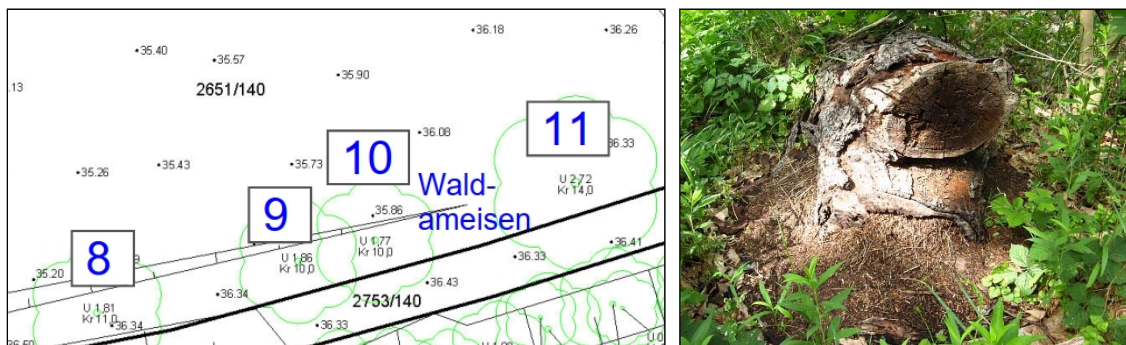 36.18
36.26
35.40
35.57
35.90
.13
2651/140
11
36.08
36.33
10
35.73
35.43
35.26
Wald-
ameisen
U 2,72
Kr 14,0
9
35.86
8
U 1,77
Kr 10,0
36.41
U 1,86
Kr 10,0
36.33
35.20
36.43
36.34
2753/140
U 1,81
Kr 11,0
36.34
36.33